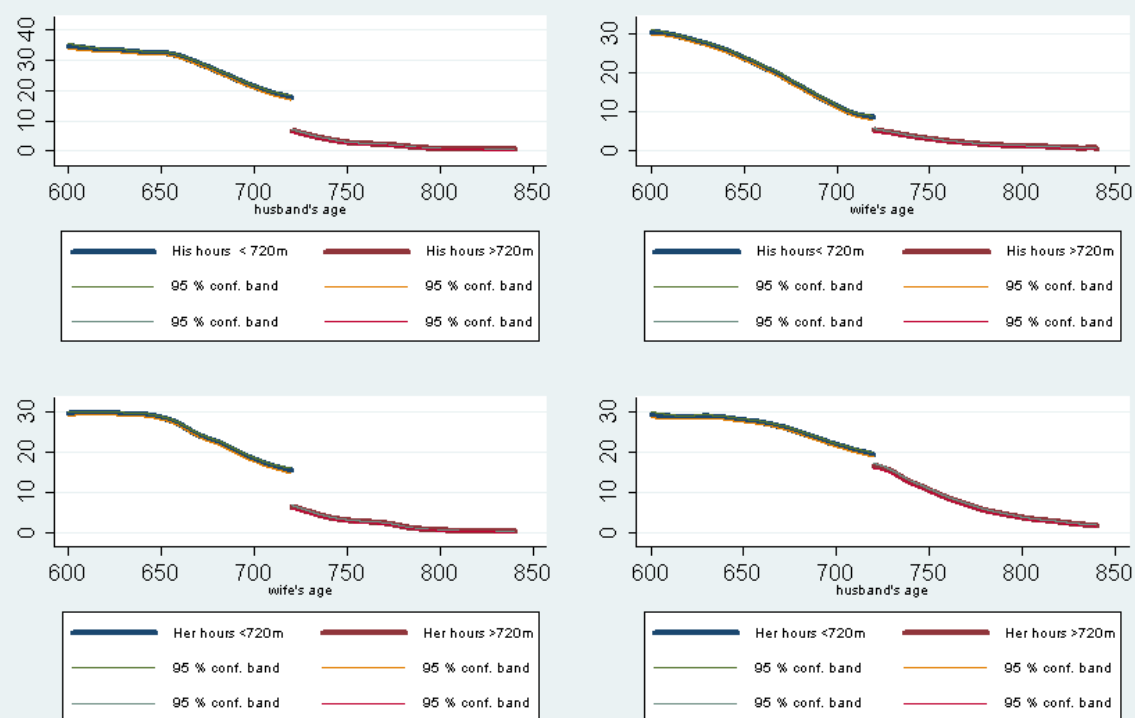 40
30
20
10
0
600 650 700 750 800 850
husband's age
His hours < 720m His hours >720m
95 % conf. band 95 % conf. band
95 % conf. band 95 % conf. band
30
20
10
0
600 650 700 750 800 850
wife's age
His hours< 720m His hours >720m
95 % conf. band 95 % conf. band
95 % conf. band 95 % conf. band
30
20
10
0
600 650 700 750 800 850
wife's age
Her hours <720m Her hours >720m
95 % conf. band 95 % conf. band
95 % conf. band 95 % conf. band
30
20
10
0
600 650 700 750 800 850
husband's age
Her hours <720m Her hours >720m
95 % conf. band 95 % conf. band
95 % conf. band 95 % conf. band